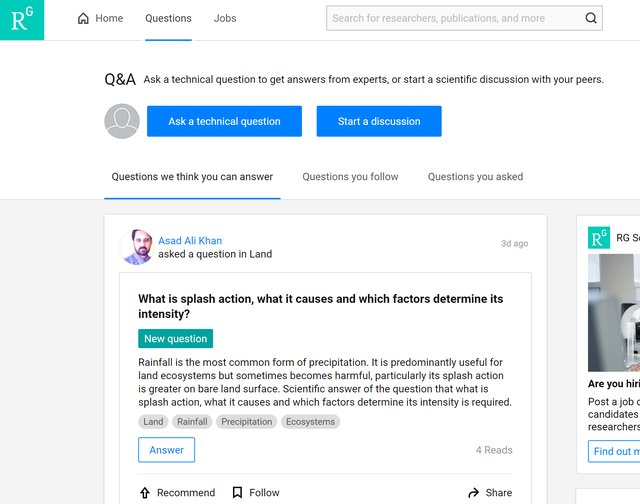 RG
Home
Questions
Jobs
Search for researchers, publications, and more
Q&A Ask a technical question to get answers from experts, or start a scientific discussion with your peers.
Ask a technical question
Start a discussion
Questions we think you can answer
Questions you follow
Questions you asked
Asad Ali Khan
3d ago
asked a question in Land
What is splash action, what it causes and which factors determine its
intensity?
New question
Rainfall is the most common form of precipitation. It is predominantly useful for
land ecosystems but sometimes becomes harmful, particularly its splash action
is greater on bare land surface. Scientific answer of the question that what is
splash action, what it causes and which factors determine its intensity is required.
Land
Rainfall
Precipitation
Ecosystems
Answer
4 Reads
Recommend
Follow
Share
RG
RG
Are you
Post a job
candidates
researchers
Find out